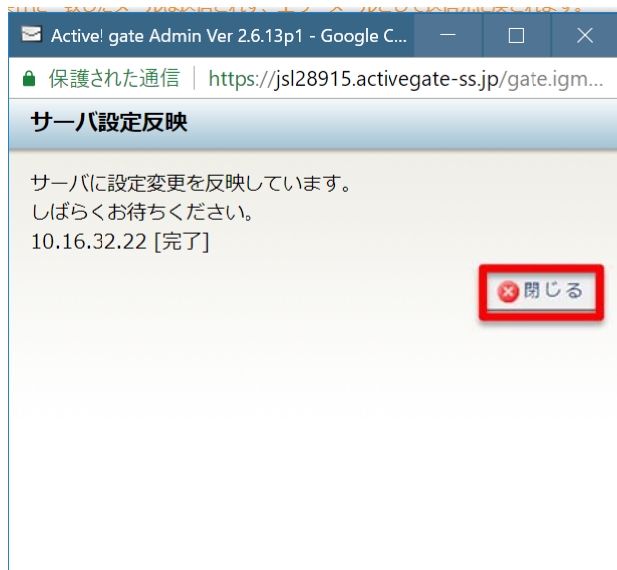 Active! gate Admin Ver 2.6.13p1 - Google C...
保護された通信 | https://jsl28915.activegate-ss.jp/gate.igm...
サーバ設定反映
サーバに設定変更を反映しています。
しばらくお待ちください。
10.16.32.22 [完了]
閉じる